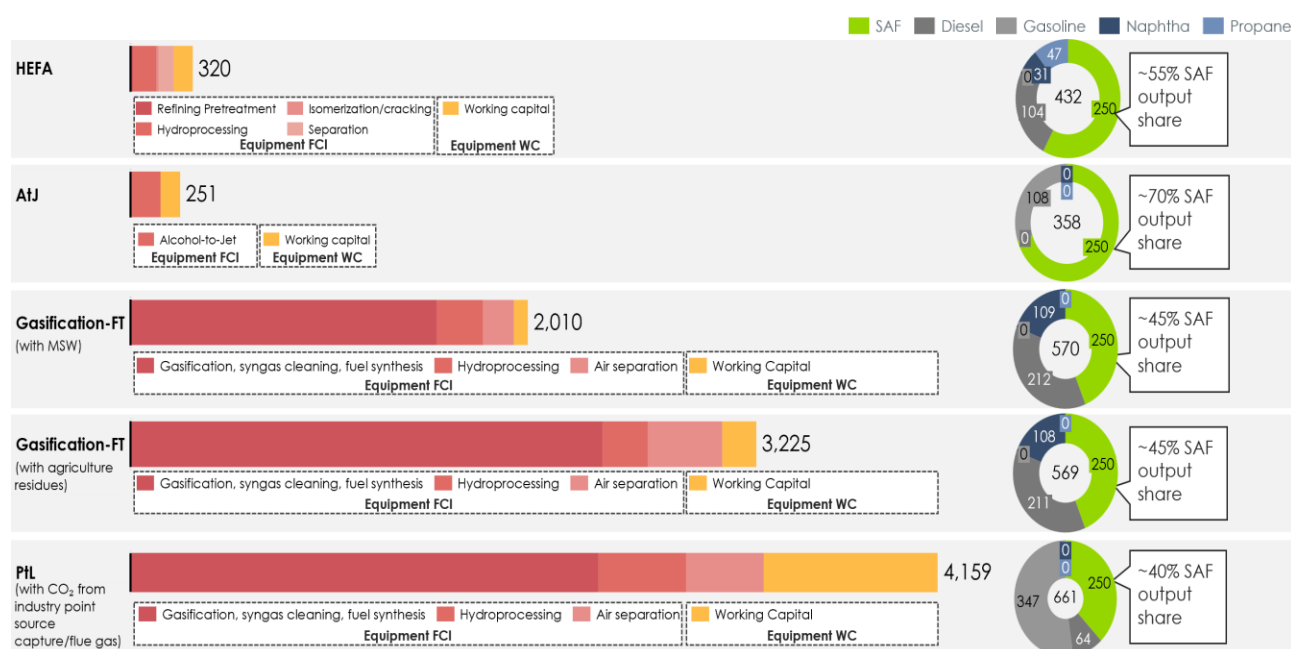 SAF Diesel Gasoline Naphtha Propane
HEFA
320
Refining Pretreatment Isomerization/cracking
Hydroprocessing Separation
Equipment FCI
Working capital
Equipment WC
47
31
0
432
250
104
~55% SAF
output
share
AtJ
251
Alcohol-to-Jet
Equipment FCI
Working capital
Equipment WC
0
108
0
358
0
250
~70% SAF
output
share
Gasification-FT
(with MSW)
2,010
Gasification, syngas cleaning, fuel synthesis Hydroprocessing Air separation
Equipment FCI
Working Capital
Equipment WC
0
109
0
570
250
212
~45% SAF
output
share
Gasification-FT
(with agriculture
residues)
3,225
Gasification, syngas cleaning, fuel synthesis Hydroprocessing Air separation
Equipment FCI
Working Capital
Equipment WC
0
108
0
569
250
211
~45% SAF
output
share
PtL
(with CO₂ from
industry point
source
capture/flue gas)
4,159
Gasification, syngas cleaning, fuel synthesis Hydroprocessing Air separation
Equipment FCI
Working Capital
Equipment WC
0
0
250
347
661
64
~40% SAF
output
share